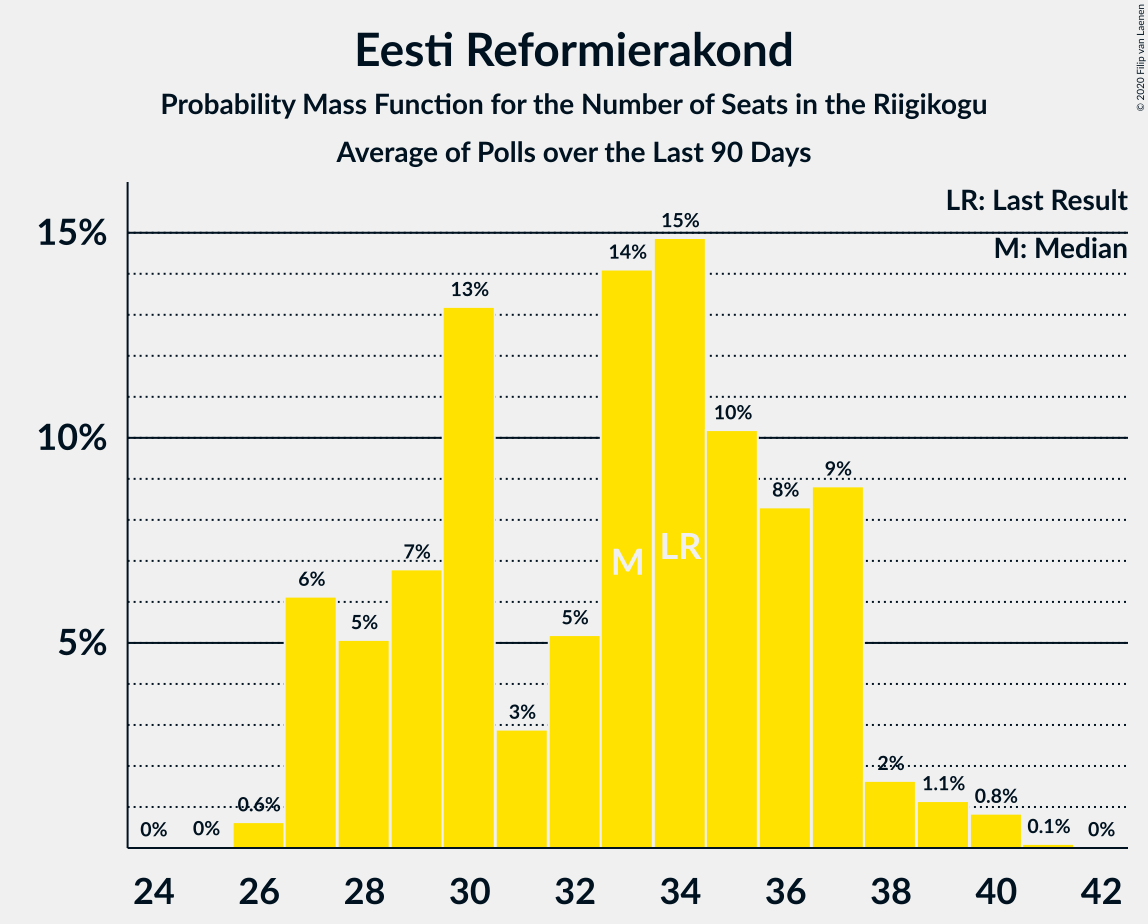 Eesti Reformierakond
Probability Mass Function for the Number of Seats in the Riigikogu
Average of Polls over the Last 90 Days
© 2020 Filip van Laenen
LR: Last Result
M: Median
15%
10%
5%
0%
0%
0.6%
6%
5%
7%
13%
3%
5%
14%
15%
10%
8%
9%
2%
1.1%
0.8%
0.1%
0%
M
LR
24 26 28 30 32 34 36 38 40 42